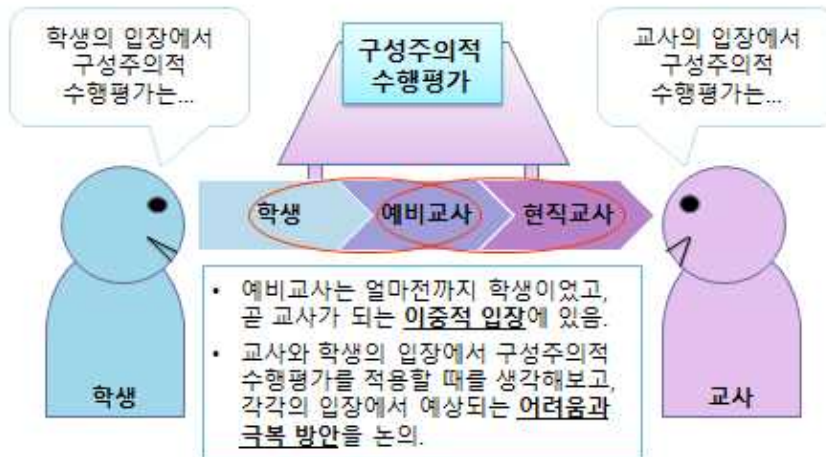 학생의 입장에서
구성주의적
수행평가는...
구성주의적
수행평가
교사의 입장에서
구성주의적
수행평가는...
학생
예비교사
현직교사
• 예비교사는 얼마전까지 학생이었고,
곧 교사가 되는 이중적 입장에 있음.
• 교사와 학생의 입장에서 구성주의적
수행평가를 적용할 때를 생각해보고,
각각의 입장에서 예상되는 어려움과
극복 방안을 논의.
학생
교사